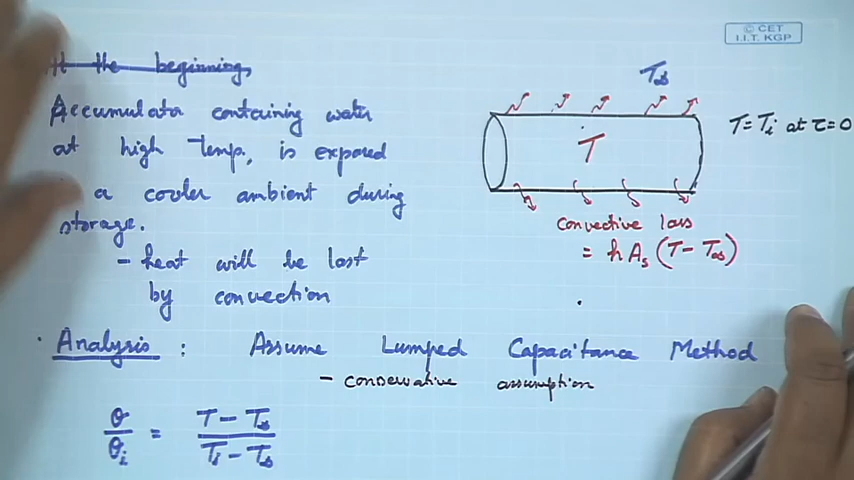 © CET
I.I.T. KGP
At the beginning,
Accumulator containing water
at high Temp. is exposed
a cooler ambient during
storage.
- heat will be lost
by convection
T∞
T
T = Ti at τ = 0
convective loss
= hAs (T - T∞)
Analysis : Assume Lumped Capacitance Method
- conservative assumption
θ/θi = (T - T∞)/(Ti - T∞)